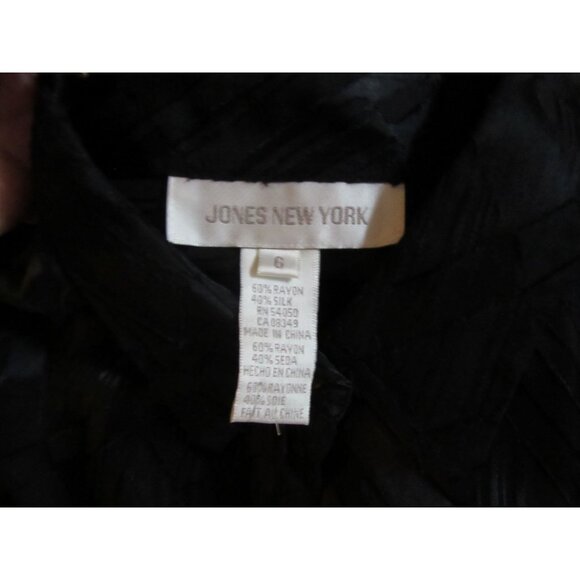 JONES NEW YORK
6
60% RAYON
40% SILK
RN 54050
CA 08349
MADE IN CHINA
60% RAYON
40% SEDA
HECHO EN CHINA
60% RAYONNE
40% SOIE
FAIT AU CHINE